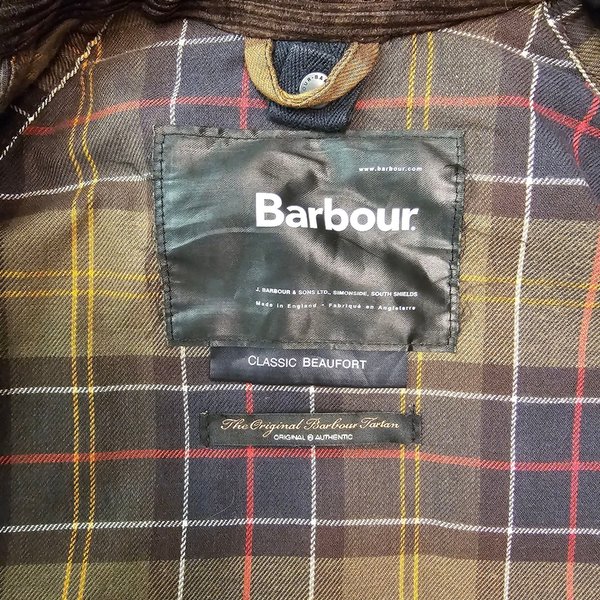 www.barbour.com
Barbour.
J. BARBOUR & SONS LTD., SIMONSIDE, SOUTH SHIELDS
Made in England • Fabriqué en Angleterre
CLASSIC BEAUFORT
The Original Barbour Tartan
ORIGINAL & AUTHENTIC